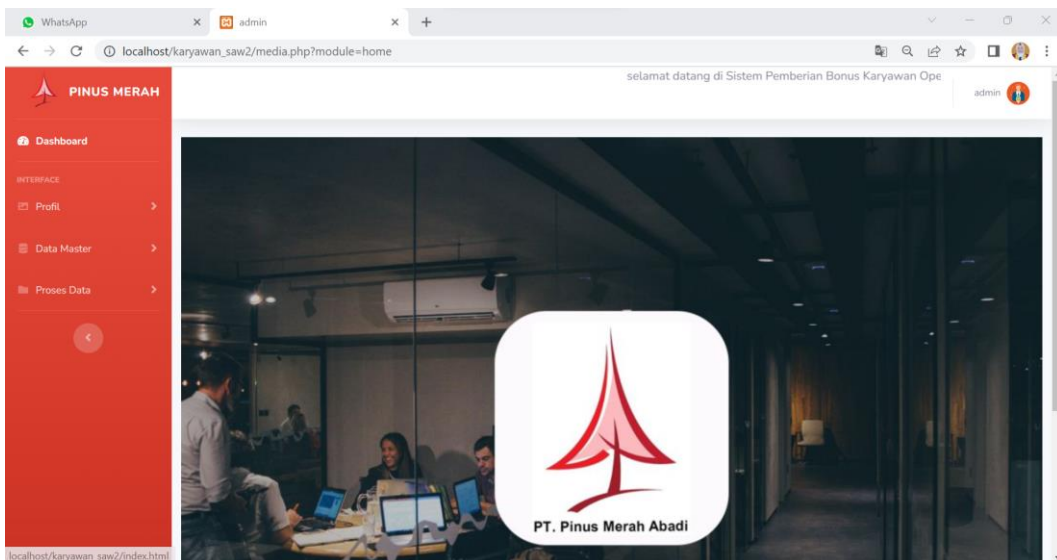 WhatsApp
admin
localhost/karyawan_saw2/media.php?module=home
PINUS MERAH
selamat datang di Sistem Pemberian Bonus Karyawan Ope
admin
Dashboard
INTERFACE
Profil
Data Master
Proses Data
PT. Pinus Merah Abadi
localhost/karyawan_saw2/index.html